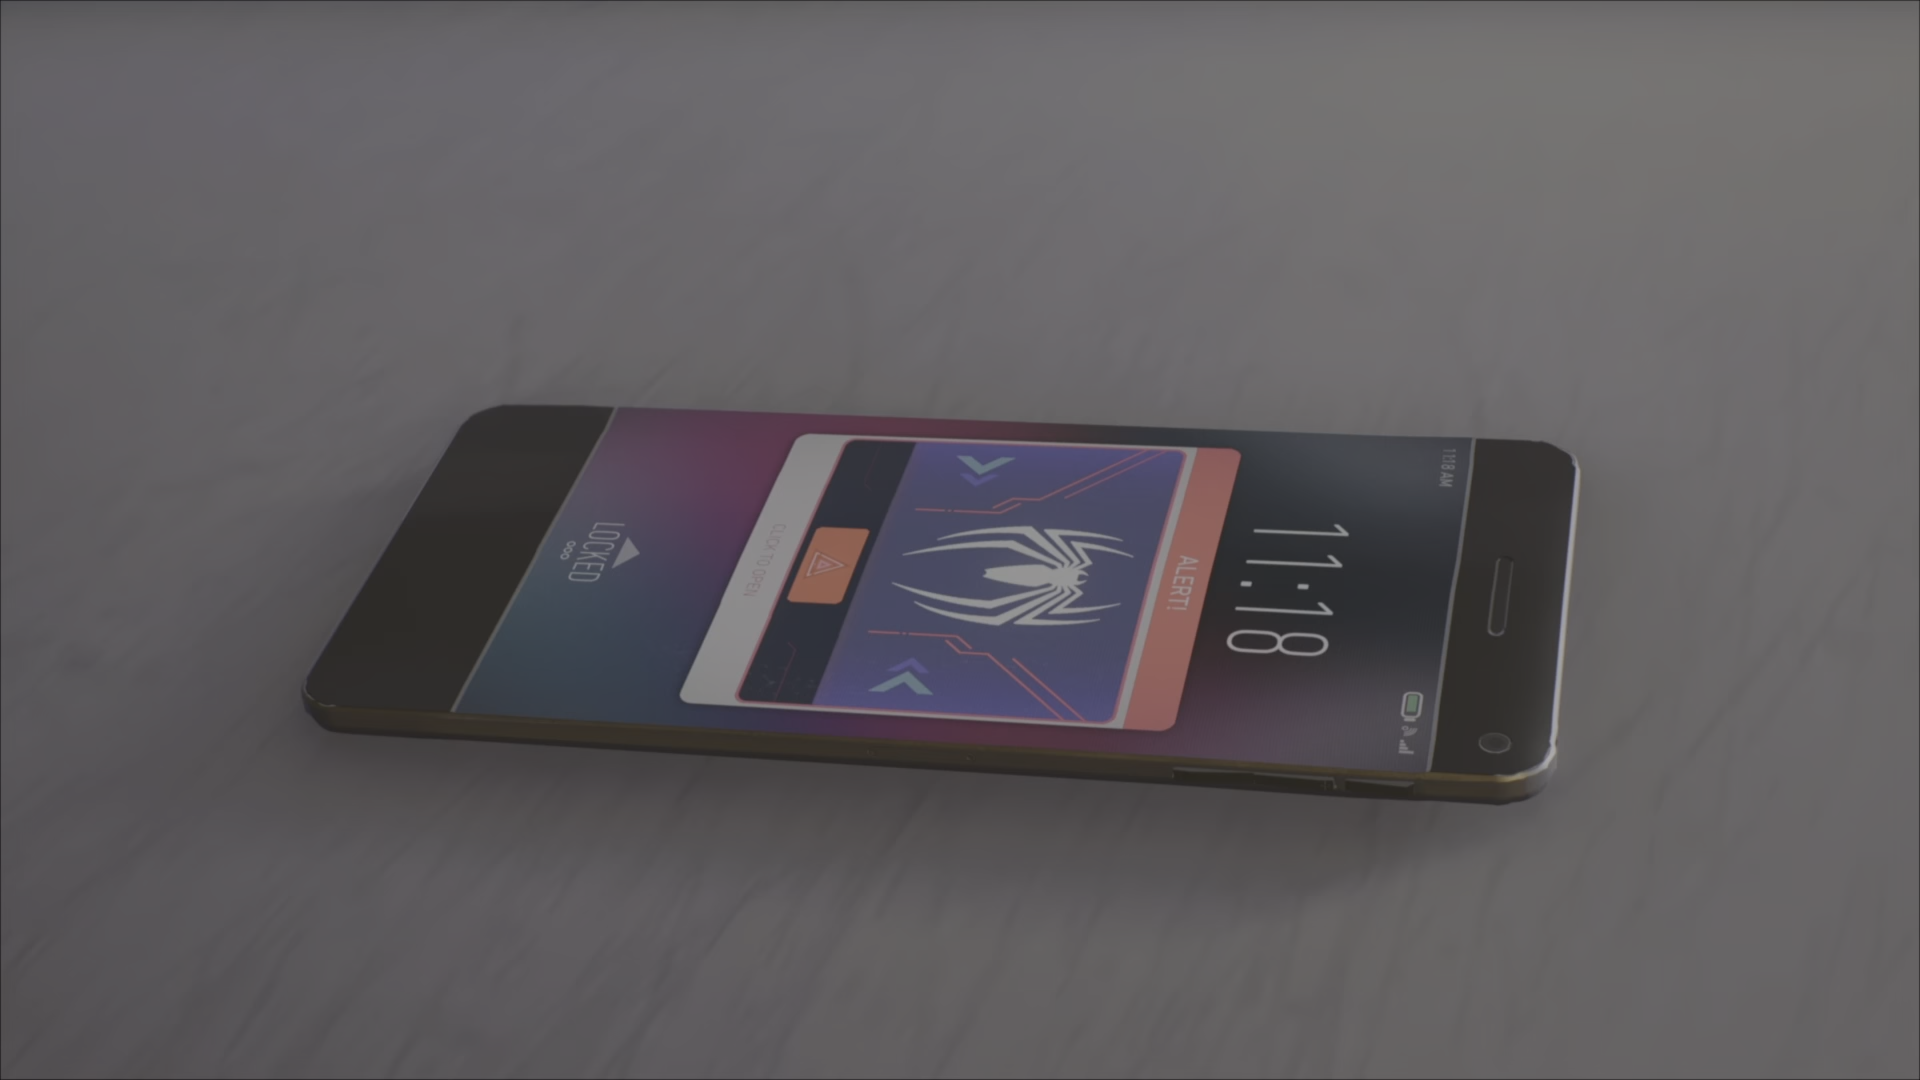 11:18 AM
11:18
ALERT!
CLICK TO OPEN
LOCKED